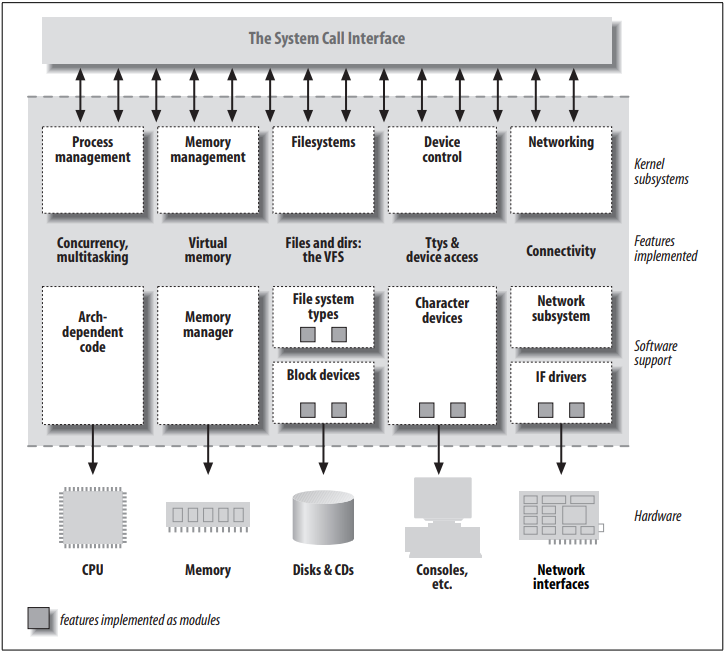 The System Call Interface
Process
management
Memory
management
Filesystems
Device
control
Networking
Kernel
subsystems
Concurrency,
multitasking
Virtual
memory
Files and dirs:
the VFS
Ttys &
device access
Connectivity
Features
implemented
Arch-
dependent
code
Memory
manager
File system
types
Block devices
Character
devices
Network
subsystem
IF drivers
Software
support
Hardware
CPU
Memory
Disks & CDs
Consoles,
etc.
Network
interfaces
features implemented as modules